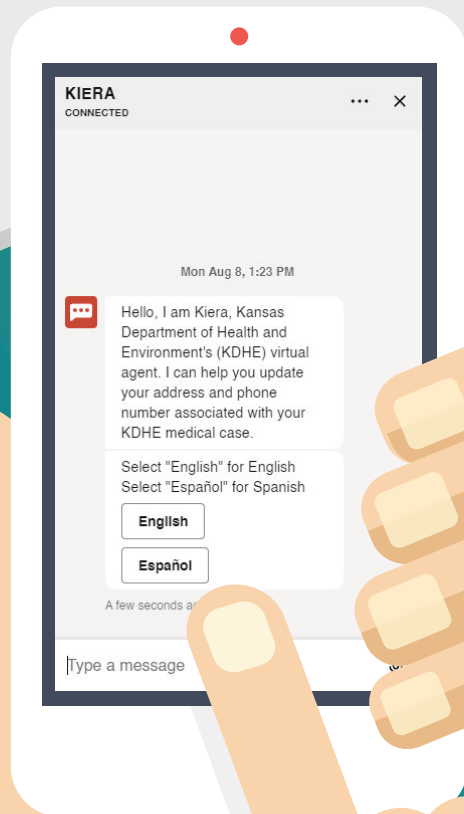 KIERA
CONNECTED
Mon Aug 8, 1:23 PM
Hello, I am Kiera, Kansas
Department of Health and
Environment's (KDHE) virtual
agent. I can help you update
your address and phone
number associated with your
KDHE medical case.
Select "English" for English
Select "Español" for Spanish
English
Español
A few seconds
Type a message